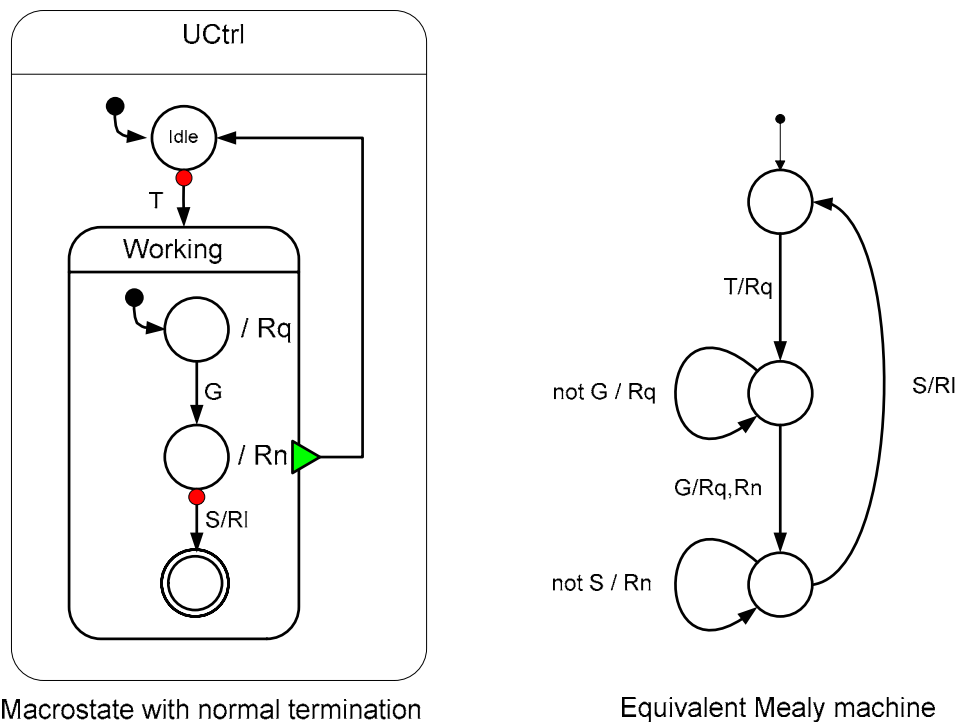 UCtrl
Idle
T
Working
/ Rq
G
/ Rn
S/Rl
Macrostate with normal termination
T/Rq
not G / Rq
S/Rl
G/Rq,Rn
not S / Rn
Equivalent Mealy machine